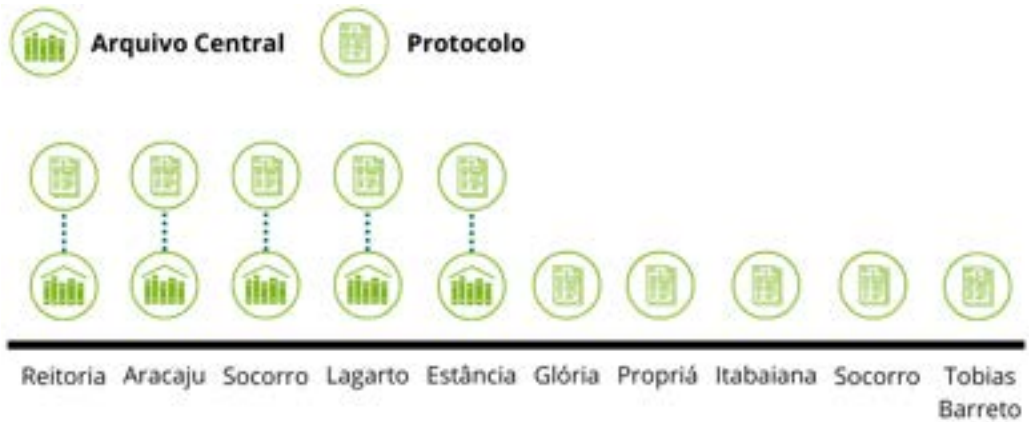 Arquivo Central Protocolo
Reitoria Aracaju Socorro Lagarto Estância Glória Propriá Itabaiana Socorro Tobias
Barreto